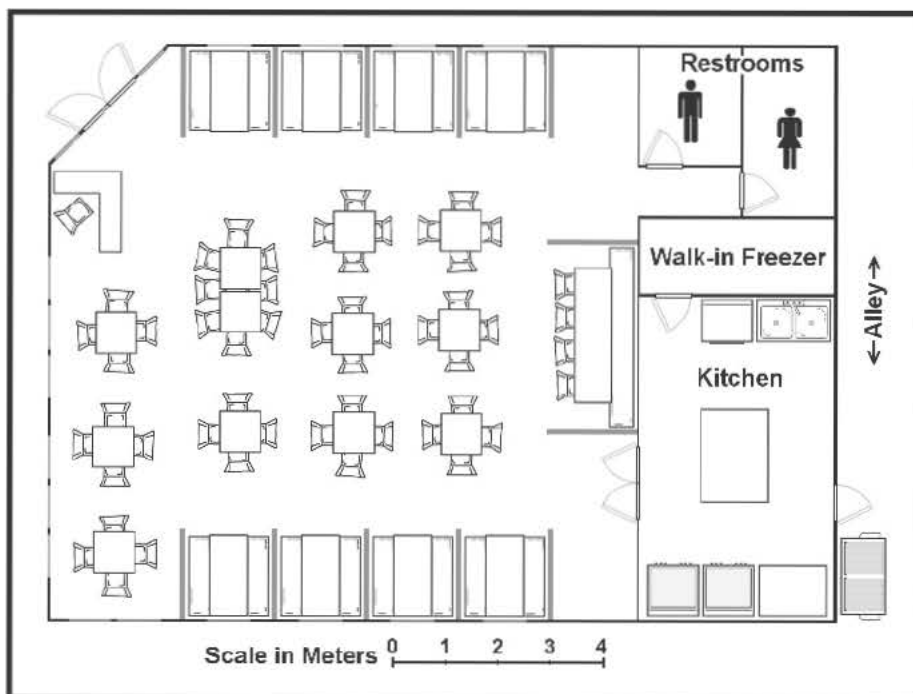 Restrooms
Walk-in Freezer
←Alley→
Kitchen
Scale in Meters 0 1 2 3 4